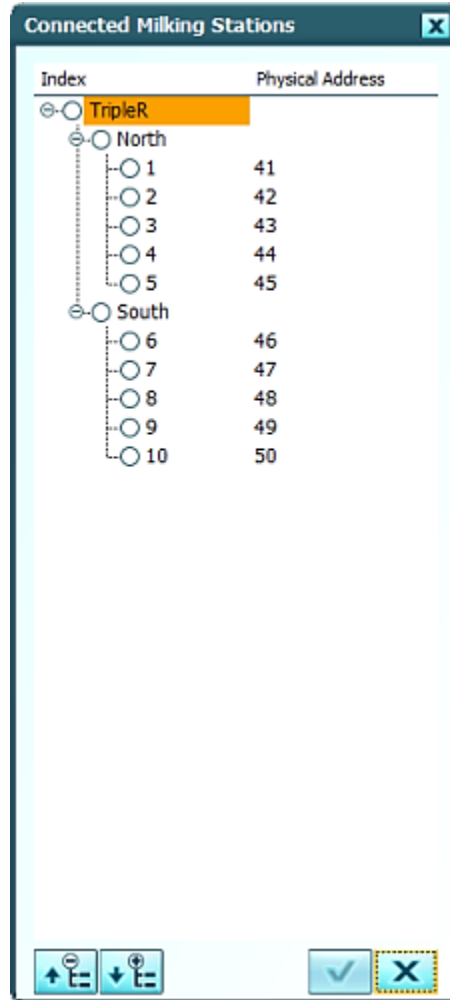 Connected Milking Stations
Index Physical Address
TripleR
North
1 41
2 42
3 43
4 44
5 45
South
6 46
7 47
8 48
9 49
10 50